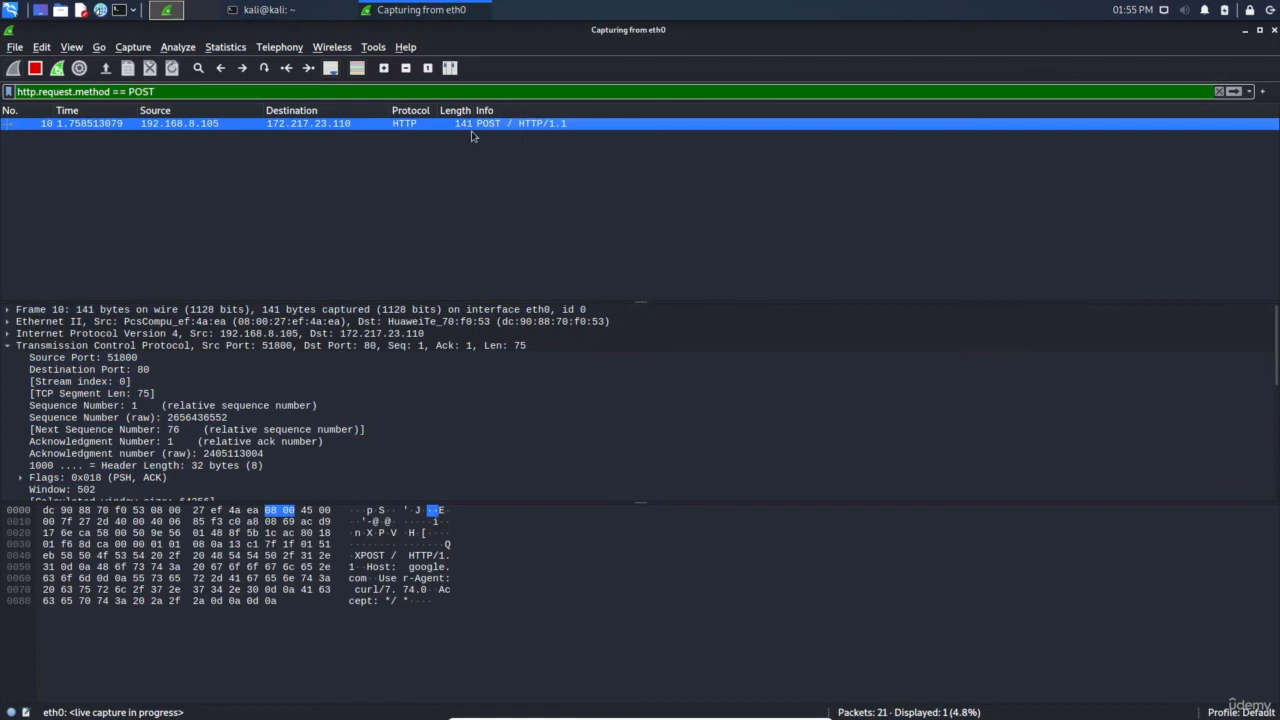 kali@kali: ~
Capturing from eth0
01:55 PM
Capturing from eth0
File Edit View Go Capture Analyze Statistics Telephony Wireless Tools Help
http.request.method == POST
No. Time Source Destination Protocol Length Info
10 1.758513079 192.168.8.105 172.217.23.110 HTTP 141 POST / HTTP/1.1
Frame 10: 141 bytes on wire (1128 bits), 141 bytes captured (1128 bits) on interface eth0, id 0
Ethernet II, Src: PcsCompu_ef:4a:ea (08:00:27:ef:4a:ea), Dst: HuaweiTe_70:f0:53 (dc:90:88:70:f0:53)
Internet Protocol Version 4, Src: 192.168.8.105, Dst: 172.217.23.110
Transmission Control Protocol, Src Port: 51800, Dst Port: 80, Seq: 1, Ack: 1, Len: 75
Source Port: 51800
Destination Port: 80
[Stream index: 0]
[TCP Segment Len: 75]
Sequence Number: 1 (relative sequence number)
Sequence Number (raw): 2656436552
[Next Sequence Number: 76 (relative sequence number)]
Acknowledgment Number: 1 (relative ack number)
Acknowledgment number (raw): 2405113004
1000 .... = Header Length: 32 bytes (8)
Flags: 0x018 (PSH, ACK)
Window: 502
[Calculated window size: 64256]
0000 dc 90 88 70 f0 53 08 00 27 ef 4a ea 08 00 45 00 ···p·S·· '·J···E·
0010 00 7f 27 2d 40 00 40 06 85 f3 c0 a8 08 69 ac d9 ··'-@·@· ·····i··
0020 17 6e ca 58 00 50 9e 56 01 48 8f 5b 1c ac 80 18 ·n·X·P·V ·H·[····
0030 01 f6 8d ca 00 00 01 01 08 0a 13 c1 7f 1f 01 51 ········ ·······Q
0040 eb 58 50 4f 53 54 20 2f 20 48 54 54 50 2f 31 2e ·XPOST / HTTP/1.
0050 31 0d 0a 48 6f 73 74 3a 20 67 6f 6f 67 6c 65 2e 1··Host: google.
0060 63 6f 6d 0d 0a 55 73 65 72 2d 41 67 65 6e 74 3a com··Use r-Agent:
0070 20 63 75 72 6c 2f 37 2e 37 34 2e 30 0d 0a 41 63 curl/7. 74.0··Ac
0080 63 65 70 74 3a 20 2a 2f 2a 0d 0a 0d 0a cept: */ *····
eth0: <live capture in progress>
Packets: 21 · Displayed: 1 (4.8%)
Profile: Default
ûdemy